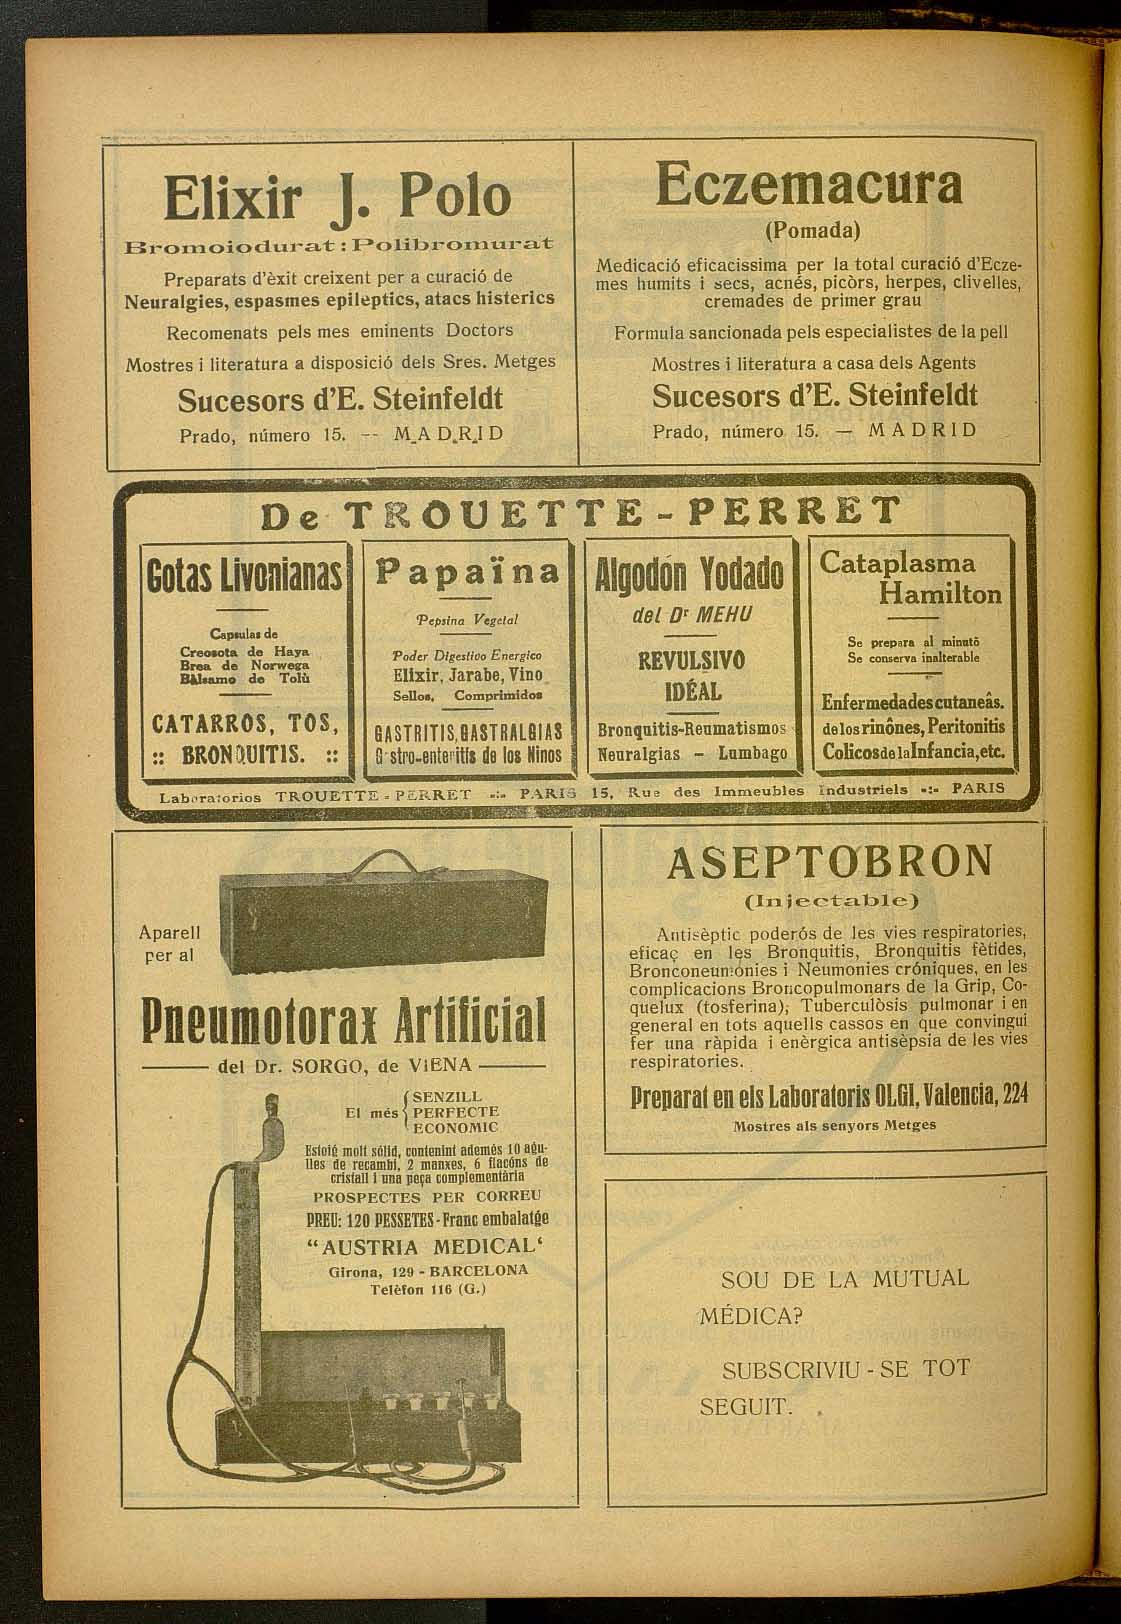 Elixir J. Polo
Bromoiodurat : Polibromurat
Preparats d'èxit creixent per a curació de
Neuralgies, espasmes epilèptics, atacs histerics
Recomenats pels mes eminents Doctors
Mostres i literatura a disposició dels Sres. Metges
Sucesors d'E. Steinfeldt
Prado, número 15. -- MADRID
Eczemacura
(Pomada)
Medicació eficacissima per la total curació d'Ecze-
mes humits i secs, acnés, picòrs, herpes, clivelles,
cremades de primer grau
Formula sancionada pels especialistes de la pell
Mostres i literatura a casa dels Agents
Sucesors d'E. Steinfeldt
Prado, número 15. — MADRID
De TROUETTE - PERRET
Gotas Livonianas
Capsulas de
Creosota de Haya
Brea de Norwega
Bálsamo de Tolù
CATARROS, TOS,
:: BRONQUITIS. ::
Papaïna
Pepsina Vegetal
Poder Digestivo Energico
Elixir, Jarabe, Vino
Sellos, Comprimidos
GASTRITIS, GASTRALGIAS
Gastro-enteritis de los Ninos
Algodón Yodado
del Dr MEHU
REVULSIVO
IDÉAL
Bronquitis-Reumatismos
Neuralgias - Lumbago
Cataplasma
Hamilton
Se prepara al minutō
Se conserva inalterable
Enfermedades cutaneâs.
de los rinônes, Peritonitis
Colicos de la Infancia, etc.
Laboratorios TROUETTE - PERRET -:- PARIS 15, Rue des Immeubles Industriels -:- PARIS
Aparell
per al
Pneumotorax Artificial
del Dr. SORGO, de ViENA
El més { SENZILL
PERFECTE
ECONOMIC
Estoig molt sólid, contenint además 10 agu-
lles de recambi, 2 manxes, 6 flacóns de
cristall i una peça complementària
PROSPECTES PER CORREU
PREU: 120 PESSETES - Franc embalatge
"AUSTRIA MEDICAL‘
Girona, 129 - BARCELONA
Telèfon 116 (G.)
ASEPTOBRON
(Injectable)
Antisèptic poderós de les vies respiratories,
eficaç en les Bronquitis, Bronquitis fètides,
Bronconeumónies i Neumonies cróniques, en les
complicacions Broncopulmonars de la Grip, Co-
quelux (tosferina); Tuberculòsis pulmonar i en
general en tots aquells cassos en que convingui
fer una ràpida i enèrgica antisèpsia de les vies
respiratories.
Preparat en els Laboratoris OLGI, Valencia, 224
Mostres als senyors Metges
SOU DE LA MUTUAL
MÉDICA?
SUBSCRIVIU - SE TOT
SEGUIT.